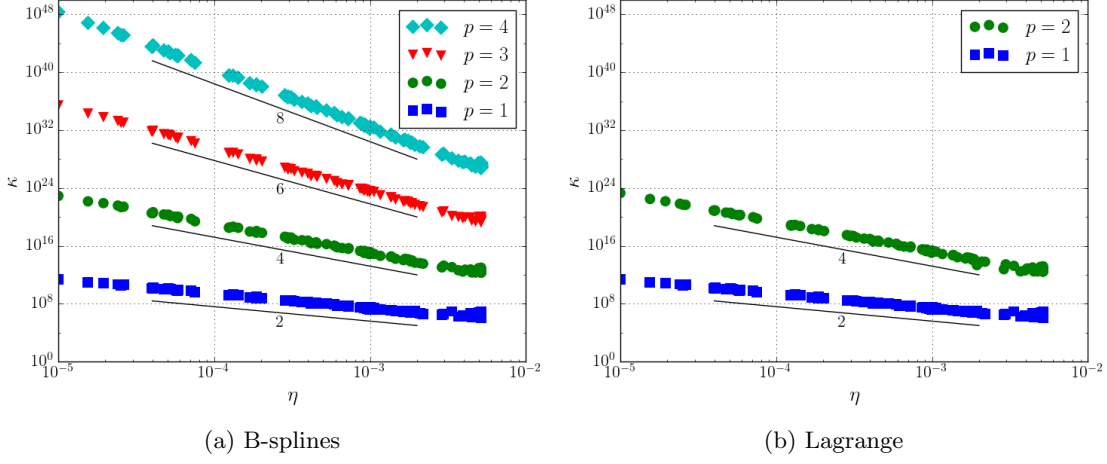 10^48
10^40
10^32
10^24
10^16
10^8
10^0
κ
p = 4
p = 3
p = 2
p = 1
8
6
4
2
10^-5
10^-4
10^-3
10^-2
η
(a) B-splines
10^48
10^40
10^32
10^24
10^16
10^8
10^0
κ
p = 2
p = 1
4
2
10^-5
10^-4
10^-3
10^-2
η
(b) Lagrange